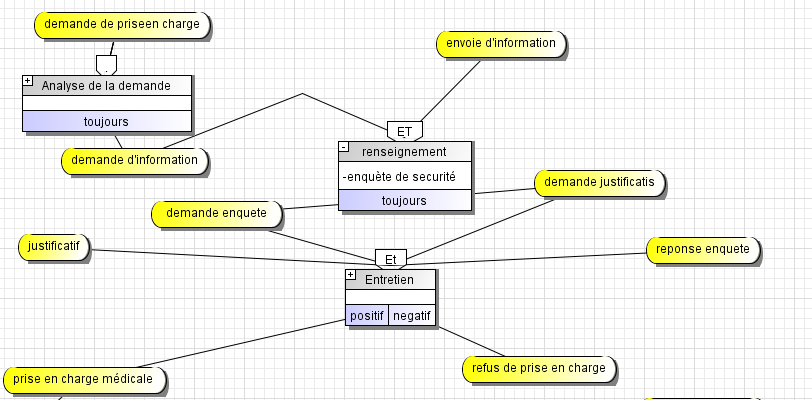 demande de priseen charge
envoie d'information
+
Analyse de la demande
toujours
ET
demande d'information
-
renseignement
-enquète de securité
toujours
demande justificatis
demande enquete
justificatif
Et
reponse enquete
+
Entretien
positif negatif
refus de prise en charge
prise en charge médicale